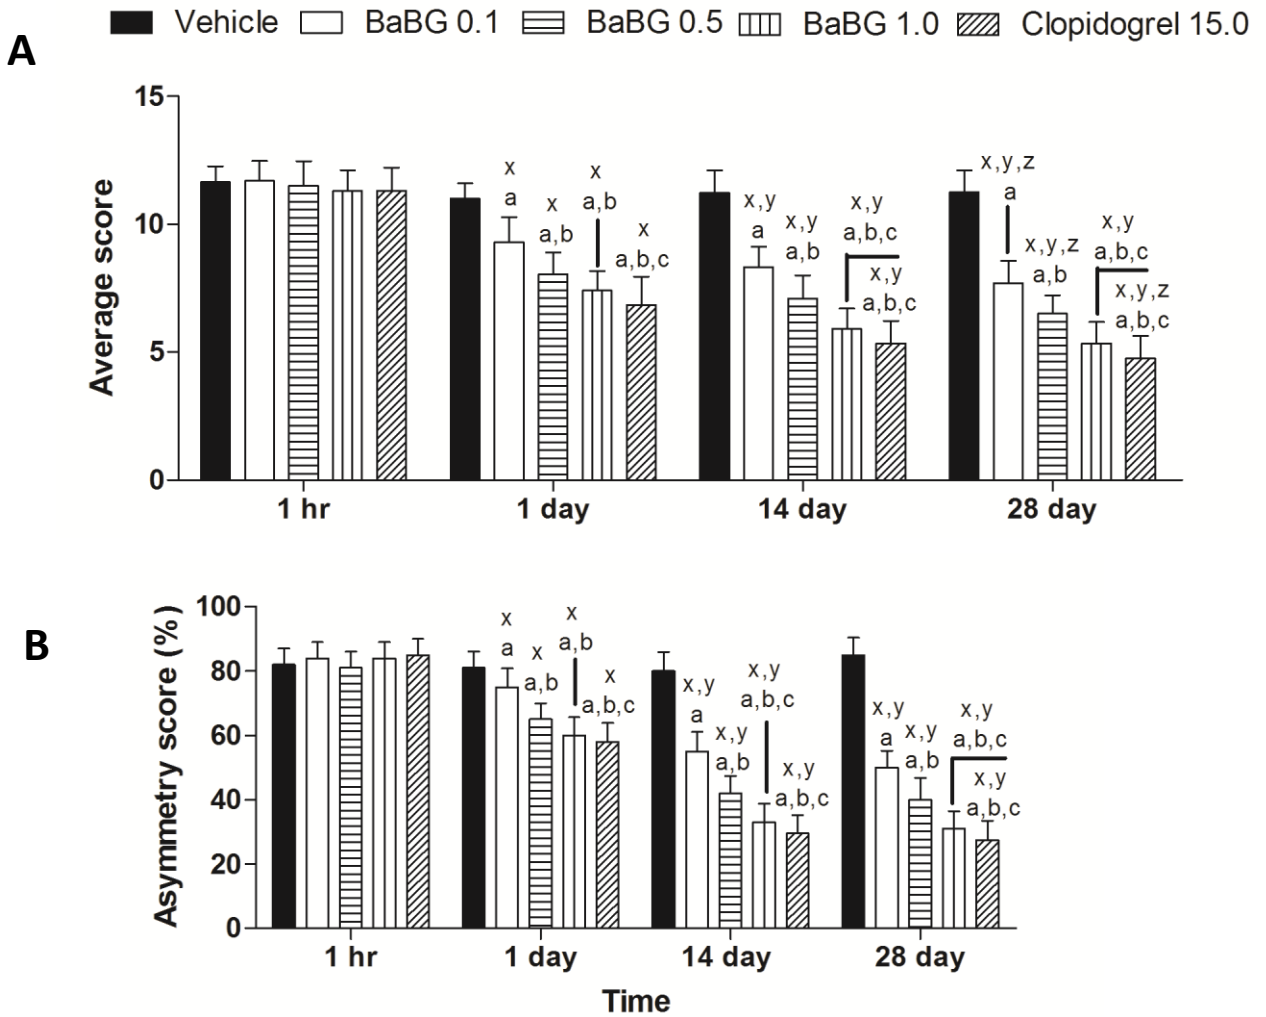 Vehicle BaBG 0.1 BaBG 0.5 BaBG 1.0 Clopidogrel 15.0
A
Average score
15
10
5
0
x
a
x
a,b
x
a,b
x
a,b,c
x,y
a
x,y
a,b
x,y
a,b,c
x,y
a,b,c
x,y,z
a
x,y,z
a,b
x,y
a,b,c
x,y,z
a,b,c
1 hr 1 day 14 day 28 day
B
Asymmetry score (%)
100
80
60
40
20
0
x
a
x
a,b
x
a,b
x
a,b,c
x,y
a
x,y
a,b
x,y
a,b,c
x,y
a,b,c
x,y
a
x,y
a,b
x,y
a,b,c
x,y
a,b,c
1 hr 1 day 14 day 28 day
Time